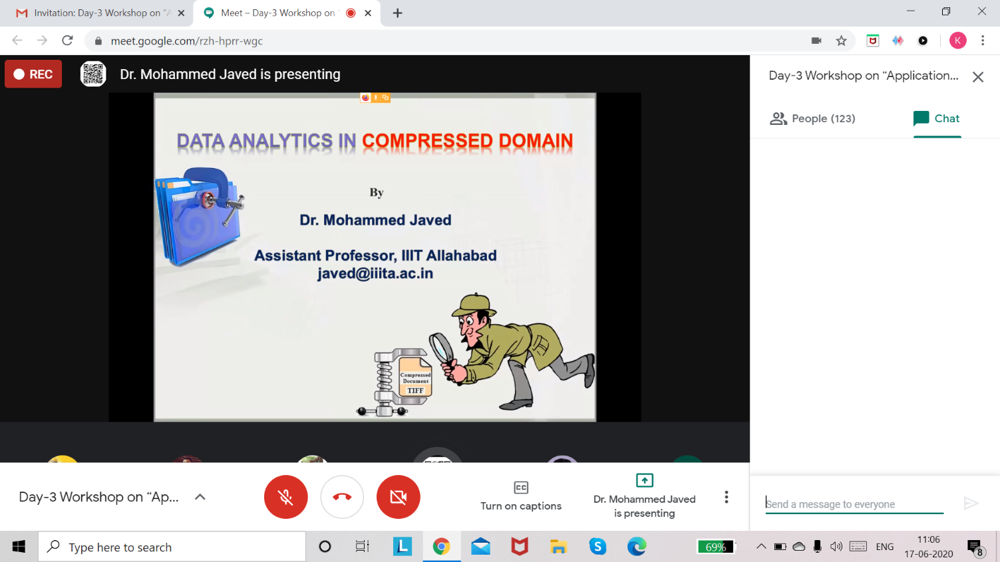 Invitation: Day-3 Workshop on "A
Meet – Day-3 Workshop on "
meet.google.com/rzh-hprr-wgc
K
REC
Dr. Mohammed Javed is presenting
Day-3 Workshop on “Application...
People (123)
Chat
DATA ANALYTICS IN COMPRESSED DOMAIN
By
Dr. Mohammed Javed
Assistant Professor, IIIT Allahabad
javed@iiita.ac.in
Compressed
Document
TIFF
Day-3 Workshop on “Ap...
CC
Turn on captions
Dr. Mohammed Javed
is presenting
Send a message to everyone
Type here to search
L
S
69%
ENG
11:06
17-06-2020
8